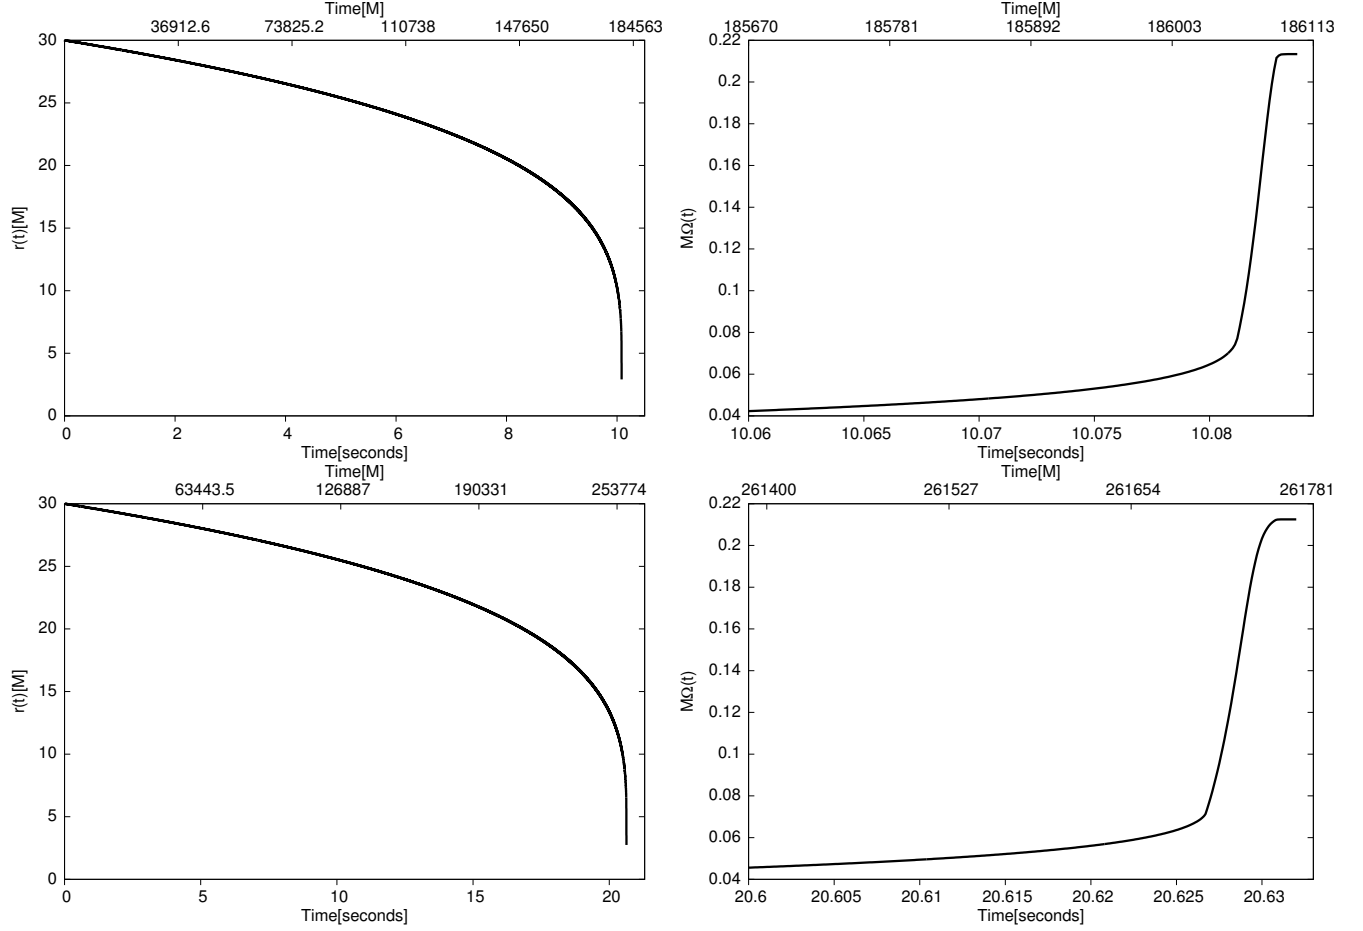 Time[M]
36912.6 73825.2 110738 147650 184563
30
25
20
15
10
5
0
r(t)[M]
0 2 4 6 8 10
Time[seconds]
Time[M]
185670 185781 185892 186003 186113
0.22
0.2
0.18
0.16
0.14
0.12
0.1
0.08
0.06
0.04
MΩ(t)
10.06 10.065 10.07 10.075 10.08
Time[seconds]
Time[M]
63443.5 126887 190331 253774
30
25
20
15
10
5
0
r(t)[M]
0 5 10 15 20
Time[seconds]
Time[M]
261400 261527 261654 261781
0.22
0.2
0.18
0.16
0.14
0.12
0.1
0.08
0.06
0.04
MΩ(t)
20.6 20.605 20.61 20.615 20.62 20.625 20.63
Time[seconds]